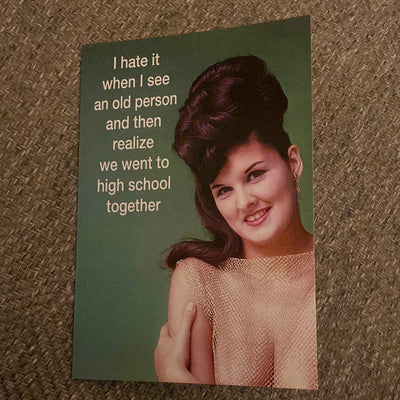 I hate it
when I see
an old person
and then
realize
we went to
high school
together